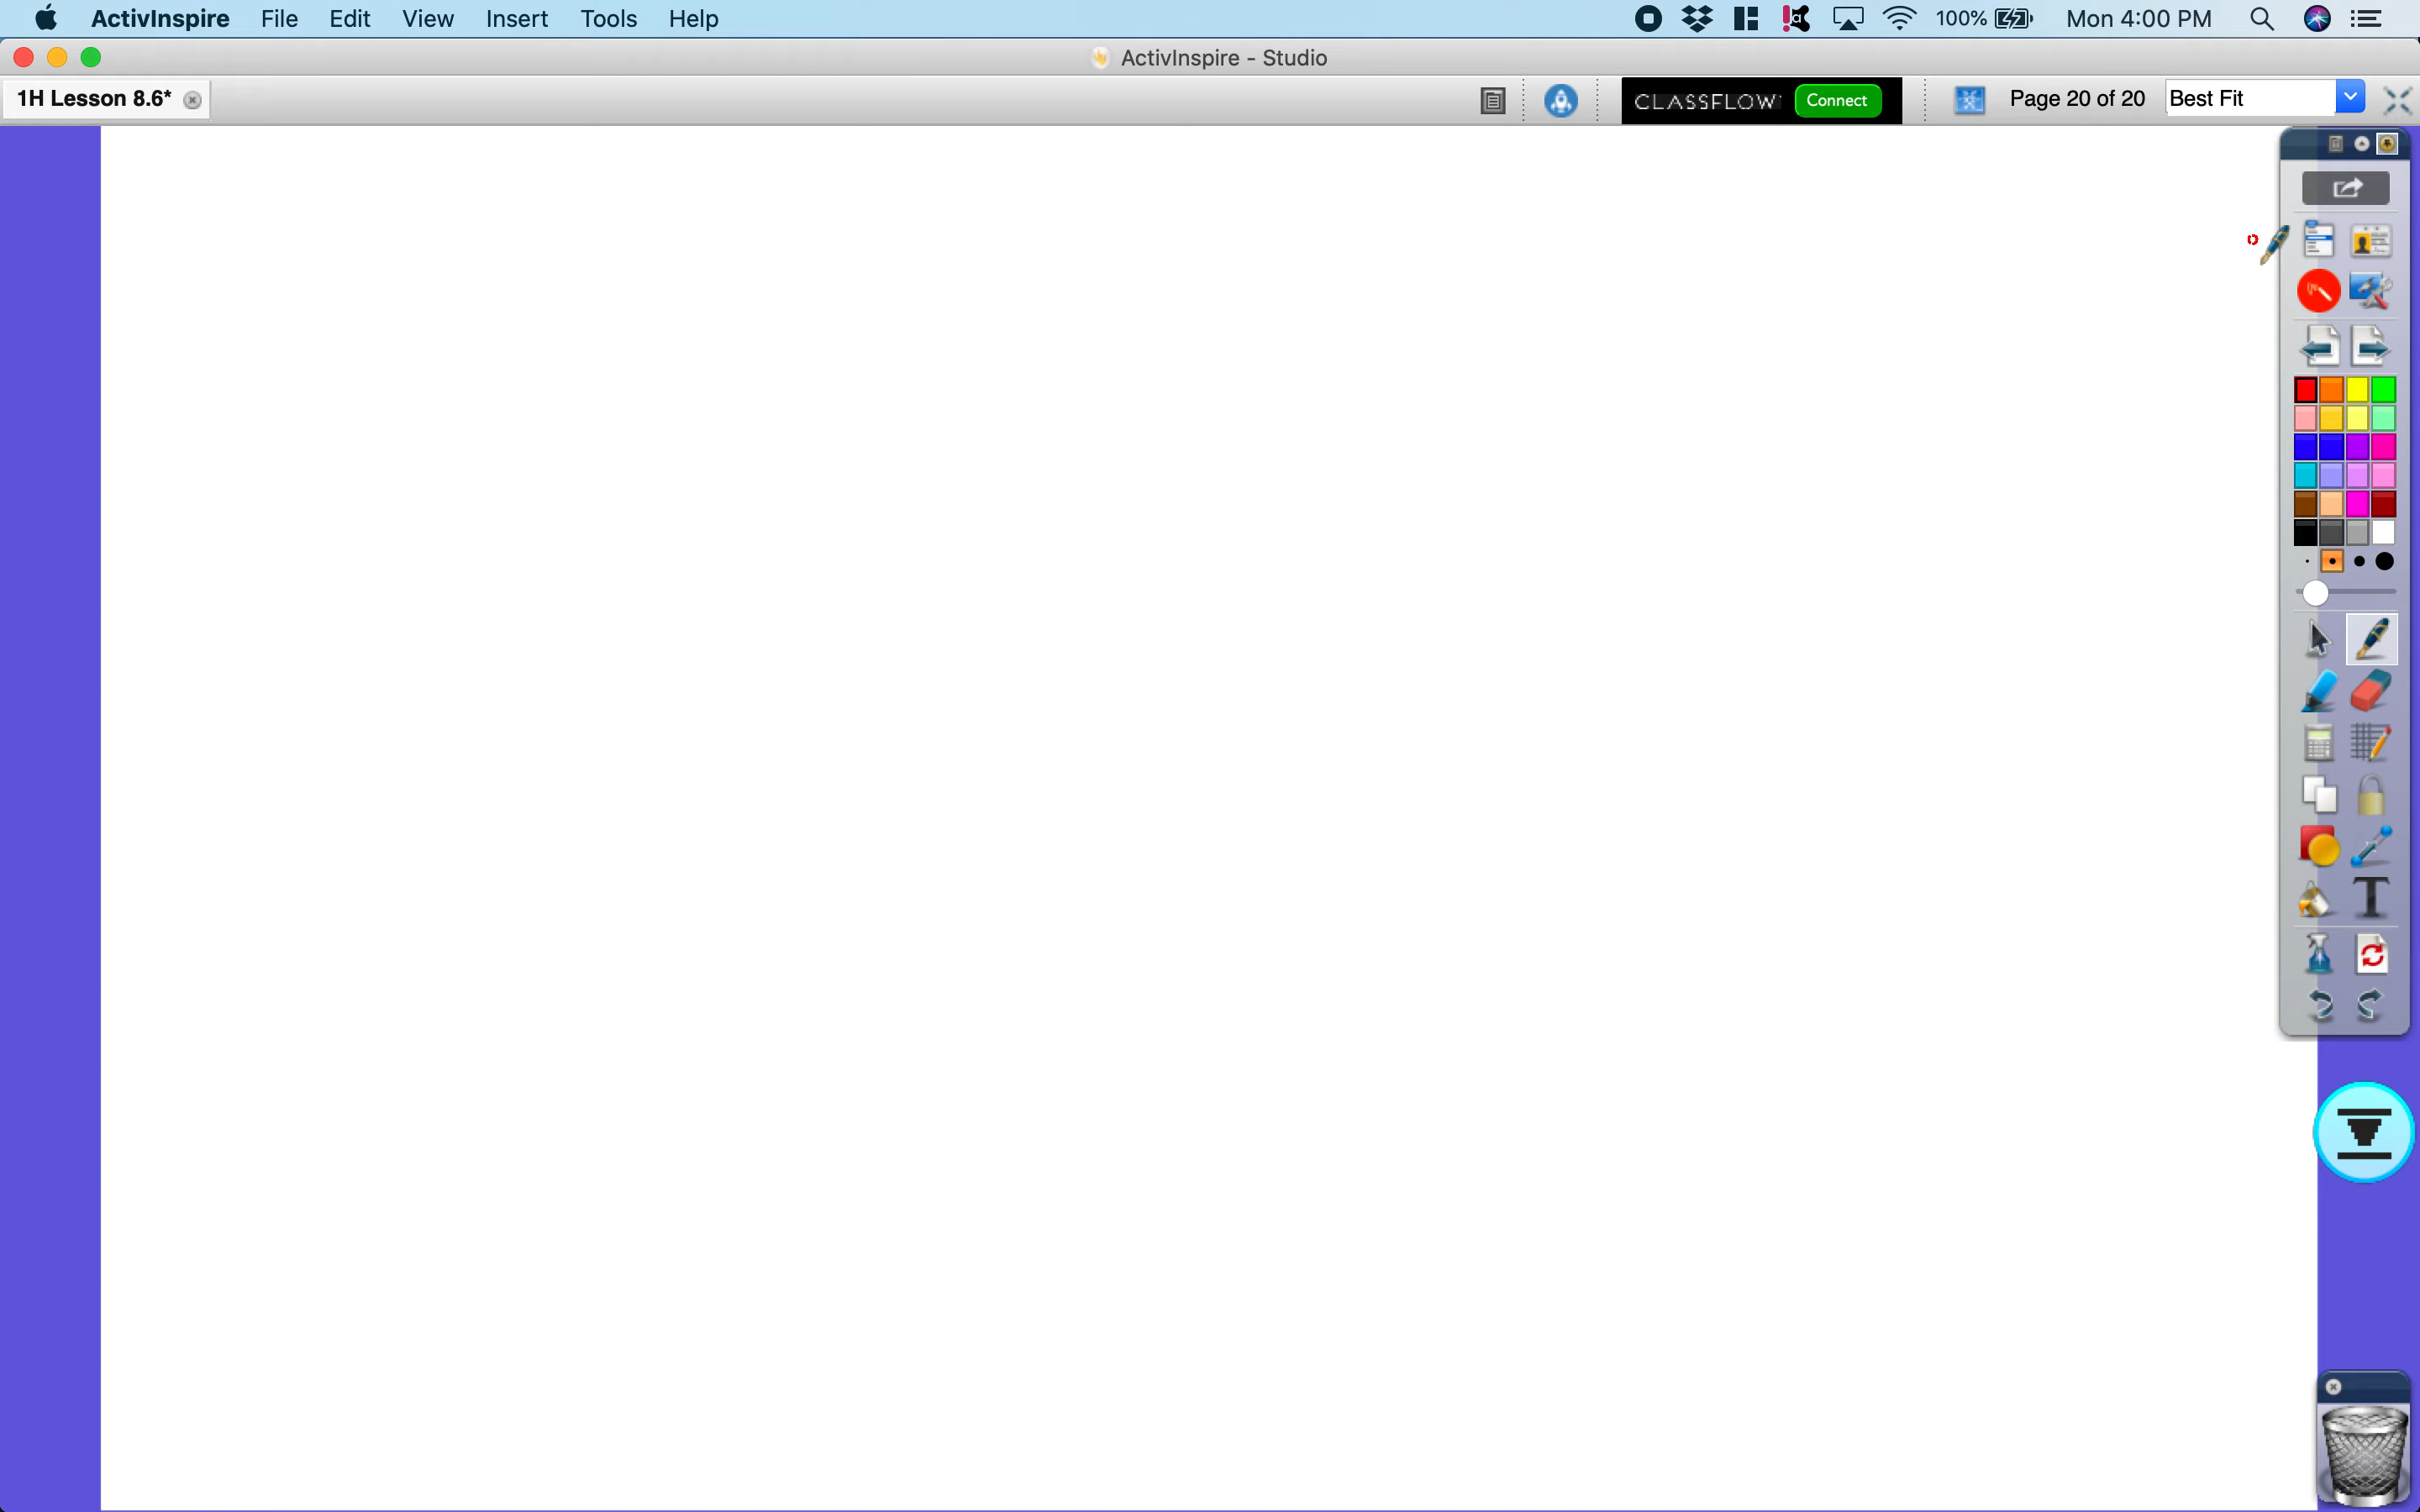 ActivInspire File Edit View Insert Tools Help 100% Mon 4:00 PM
ActivInspire - Studio
1H Lesson 8.6* CLASSFLOW Connect Page 20 of 20 Best Fit
T